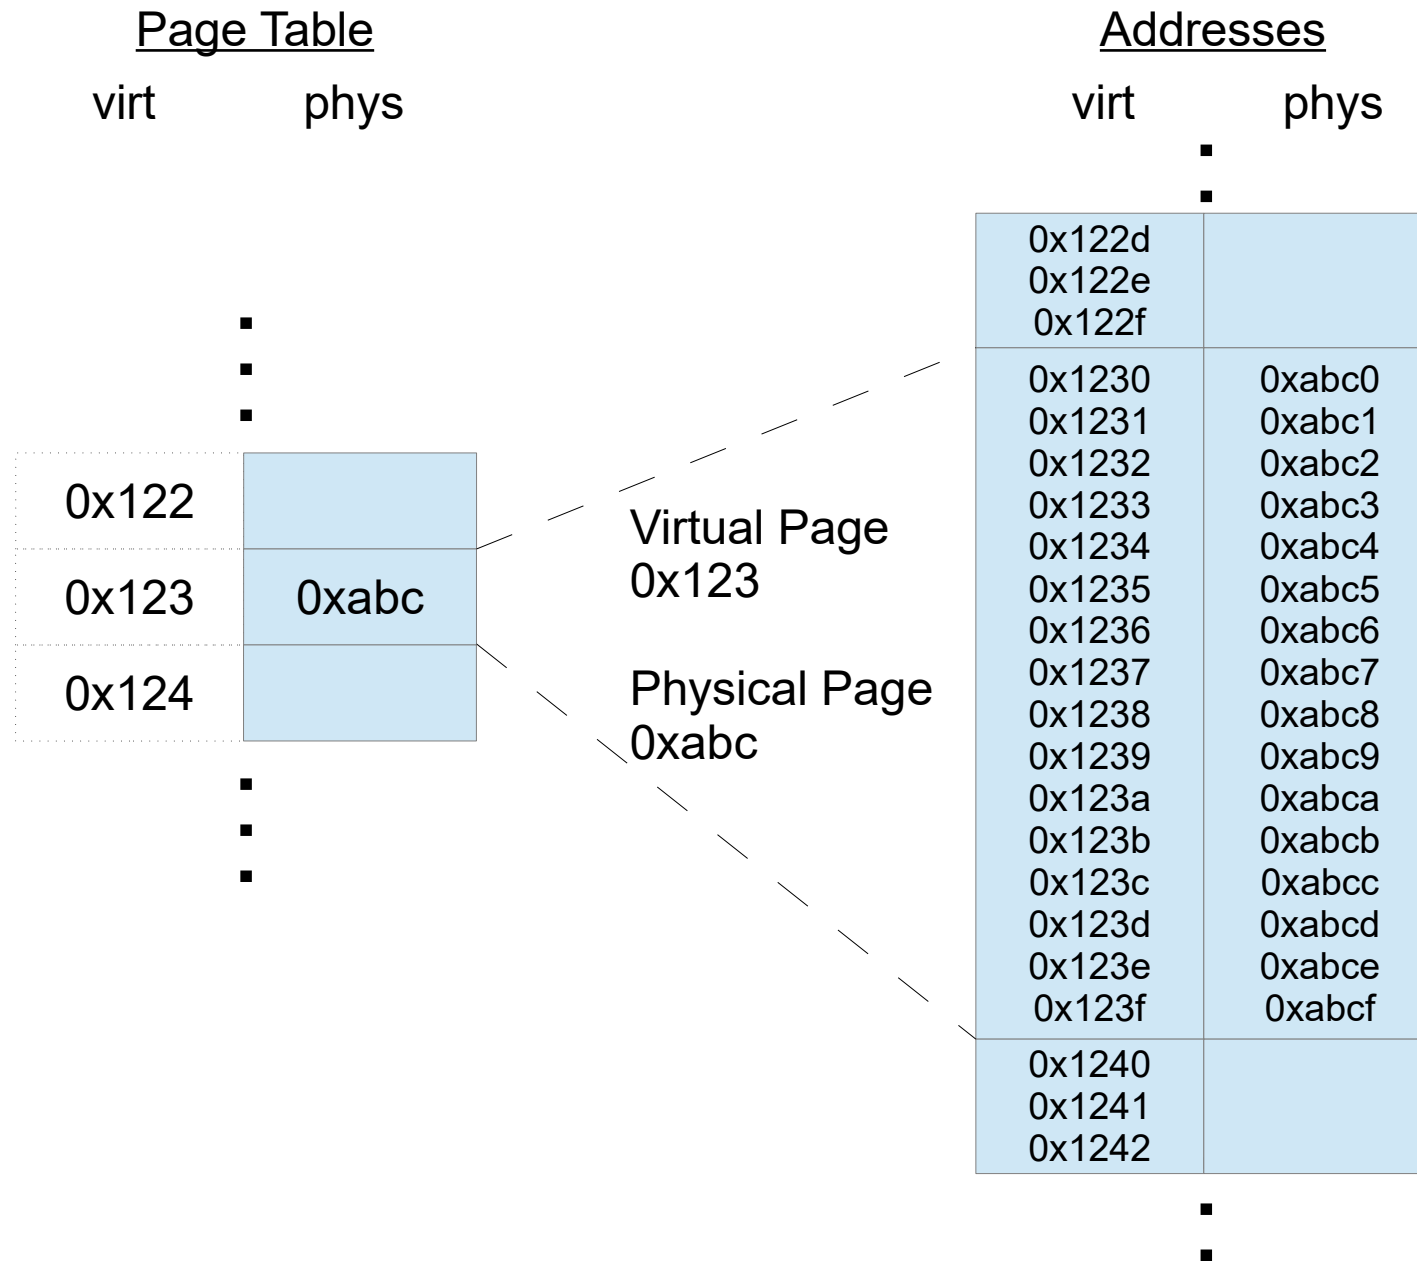 Page Table
virt phys
0x122
0x123 0xabc
0x124
Virtual Page
0x123
Physical Page
0xabc
Addresses
virt phys
0x122d
0x122e
0x122f
0x1230 0xabc0
0x1231 0xabc1
0x1232 0xabc2
0x1233 0xabc3
0x1234 0xabc4
0x1235 0xabc5
0x1236 0xabc6
0x1237 0xabc7
0x1238 0xabc8
0x1239 0xabc9
0x123a 0xabca
0x123b 0xabcb
0x123c 0xabcc
0x123d 0xabcd
0x123e 0xabce
0x123f 0xabcf
0x1240
0x1241
0x1242